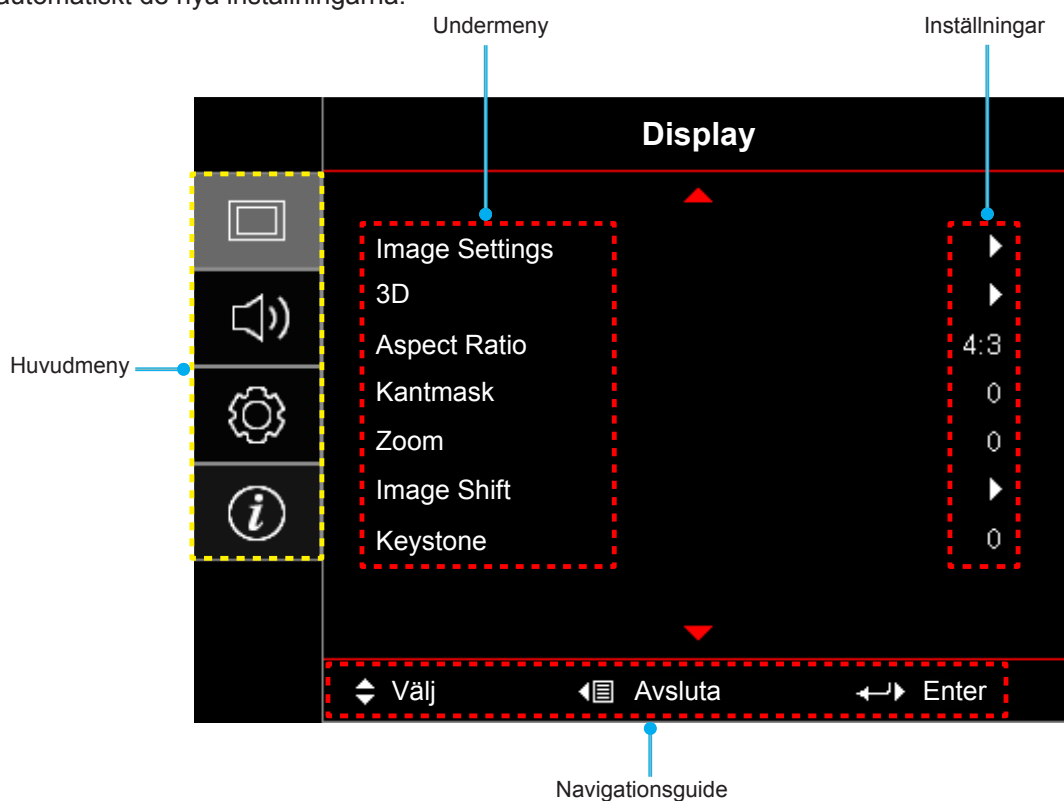 automatiskt de nya inställningarna.
Undermeny
Inställningar
Display
Image Settings
3D
Aspect Ratio 4:3
Huvudmeny
Kantmask 0
Zoom 0
Image Shift
Keystone 0
Välj Avsluta Enter
Navigationsguide